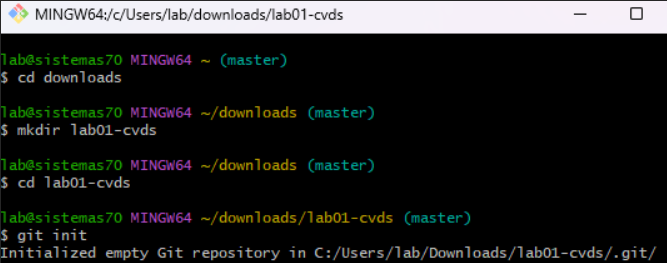 MINGW64:/c/Users/lab/downloads/lab01-cvds
lab@sistemas70 MINGW64 ~ (master)
$ cd downloads
lab@sistemas70 MINGW64 ~/downloads (master)
$ mkdir lab01-cvds
lab@sistemas70 MINGW64 ~/downloads (master)
$ cd lab01-cvds
lab@sistemas70 MINGW64 ~/downloads/lab01-cvds (master)
$ git init
Initialized empty Git repository in C:/Users/lab/Downloads/lab01-cvds/.git/